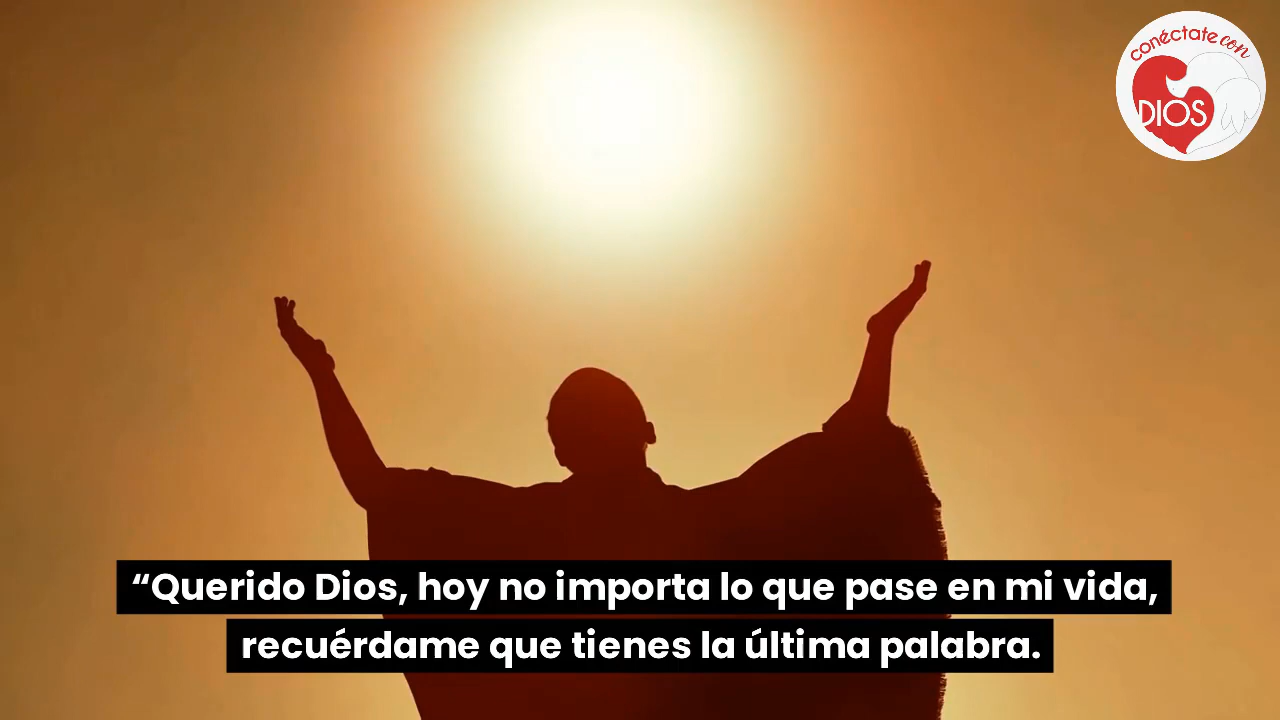 conéctate con
DIOS
“Querido Dios, hoy no importa lo que pase en mi vida,
recuérdame que tienes la última palabra.